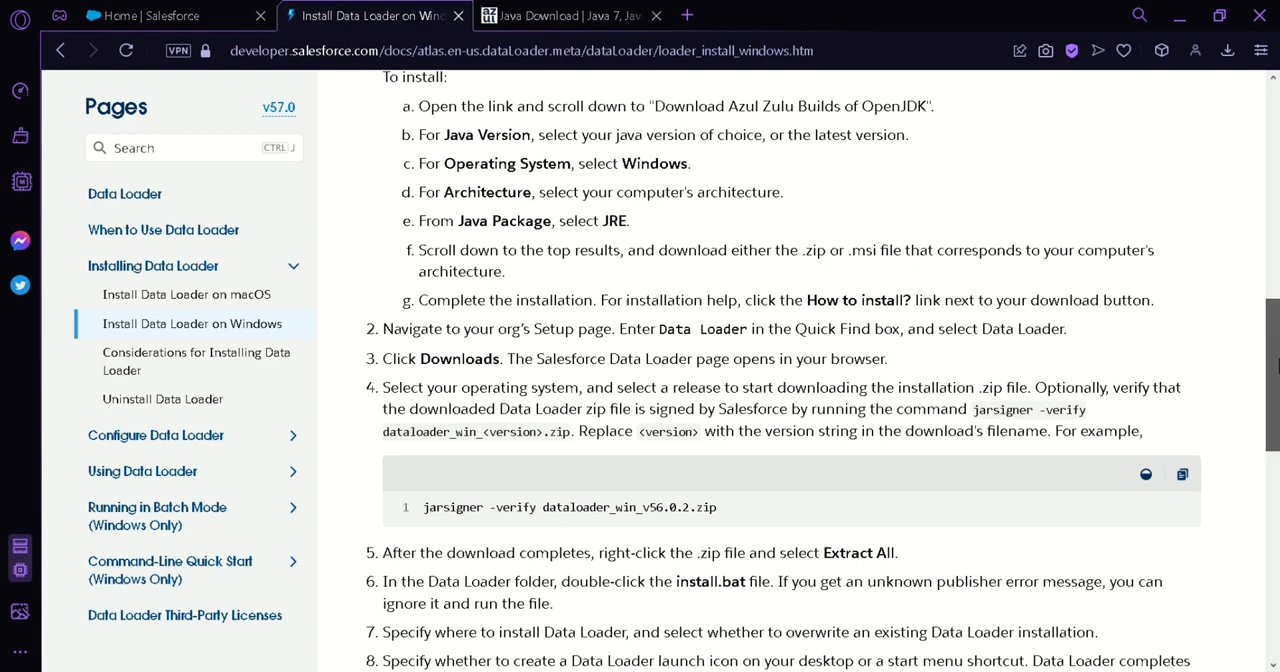 Home | Salesforce
Install Data Loader on Wind
Java Download | Java 7, Jav
VPN
developer.salesforce.com/docs/atlas.en-us.dataLoader.meta/dataLoader/loader_install_windows.htm
Pages
v57.0
Search
CTRL J
Data Loader
When to Use Data Loader
Installing Data Loader
Install Data Loader on macOS
Install Data Loader on Windows
Considerations for Installing Data
Loader
Uninstall Data Loader
Configure Data Loader
Using Data Loader
Running in Batch Mode
(Windows Only)
Command-Line Quick Start
(Windows Only)
Data Loader Third-Party Licenses
To install:
a. Open the link and scroll down to "Download Azul Zulu Builds of OpenJDK".
b. For Java Version, select your java version of choice, or the latest version.
c. For Operating System, select Windows.
d. For Architecture, select your computer's architecture.
e. From Java Package, select JRE.
f. Scroll down to the top results, and download either the .zip or .msi file that corresponds to your computer's
architecture.
g. Complete the installation. For installation help, click the How to install? link next to your download button.
2. Navigate to your org's Setup page. Enter Data Loader in the Quick Find box, and select Data Loader.
3. Click Downloads. The Salesforce Data Loader page opens in your browser.
4. Select your operating system, and select a release to start downloading the installation .zip file. Optionally, verify that
the downloaded Data Loader zip file is signed by Salesforce by running the command jarsigner -verify
dataloader_win_<version>.zip. Replace <version> with the version string in the download's filename. For example,
1 jarsigner -verify dataloader_win_v56.0.2.zip
5. After the download completes, right-click the .zip file and select Extract All.
6. In the Data Loader folder, double-click the install.bat file. If you get an unknown publisher error message, you can
ignore it and run the file.
7. Specify where to install Data Loader, and select whether to overwrite an existing Data Loader installation.
8. Specify whether to create a Data Loader launch icon on your desktop or a start menu shortcut. Data Loader completes